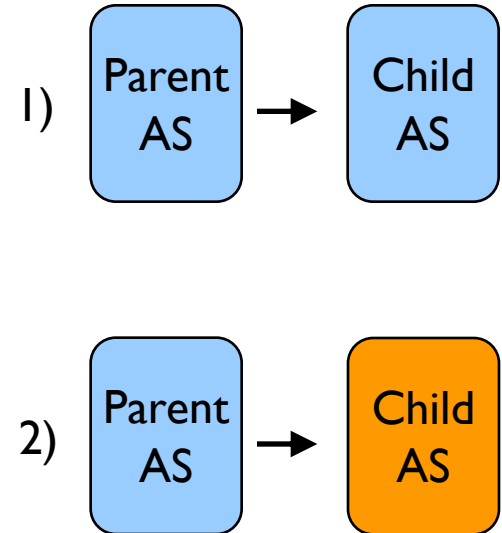 1)
Parent
AS
Child
AS
2)
Parent
AS
Child
AS